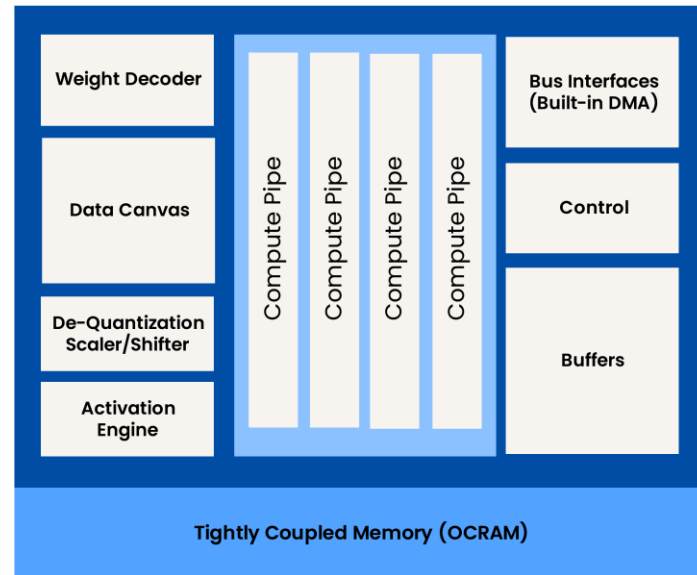 Weight Decoder
Data Canvas
De-Quantization
Scaler/Shifter
Activation
Engine
Compute Pipe
Compute Pipe
Compute Pipe
Compute Pipe
Bus Interfaces
(Built-in DMA)
Control
Buffers
Tightly Coupled Memory (OCRAM)